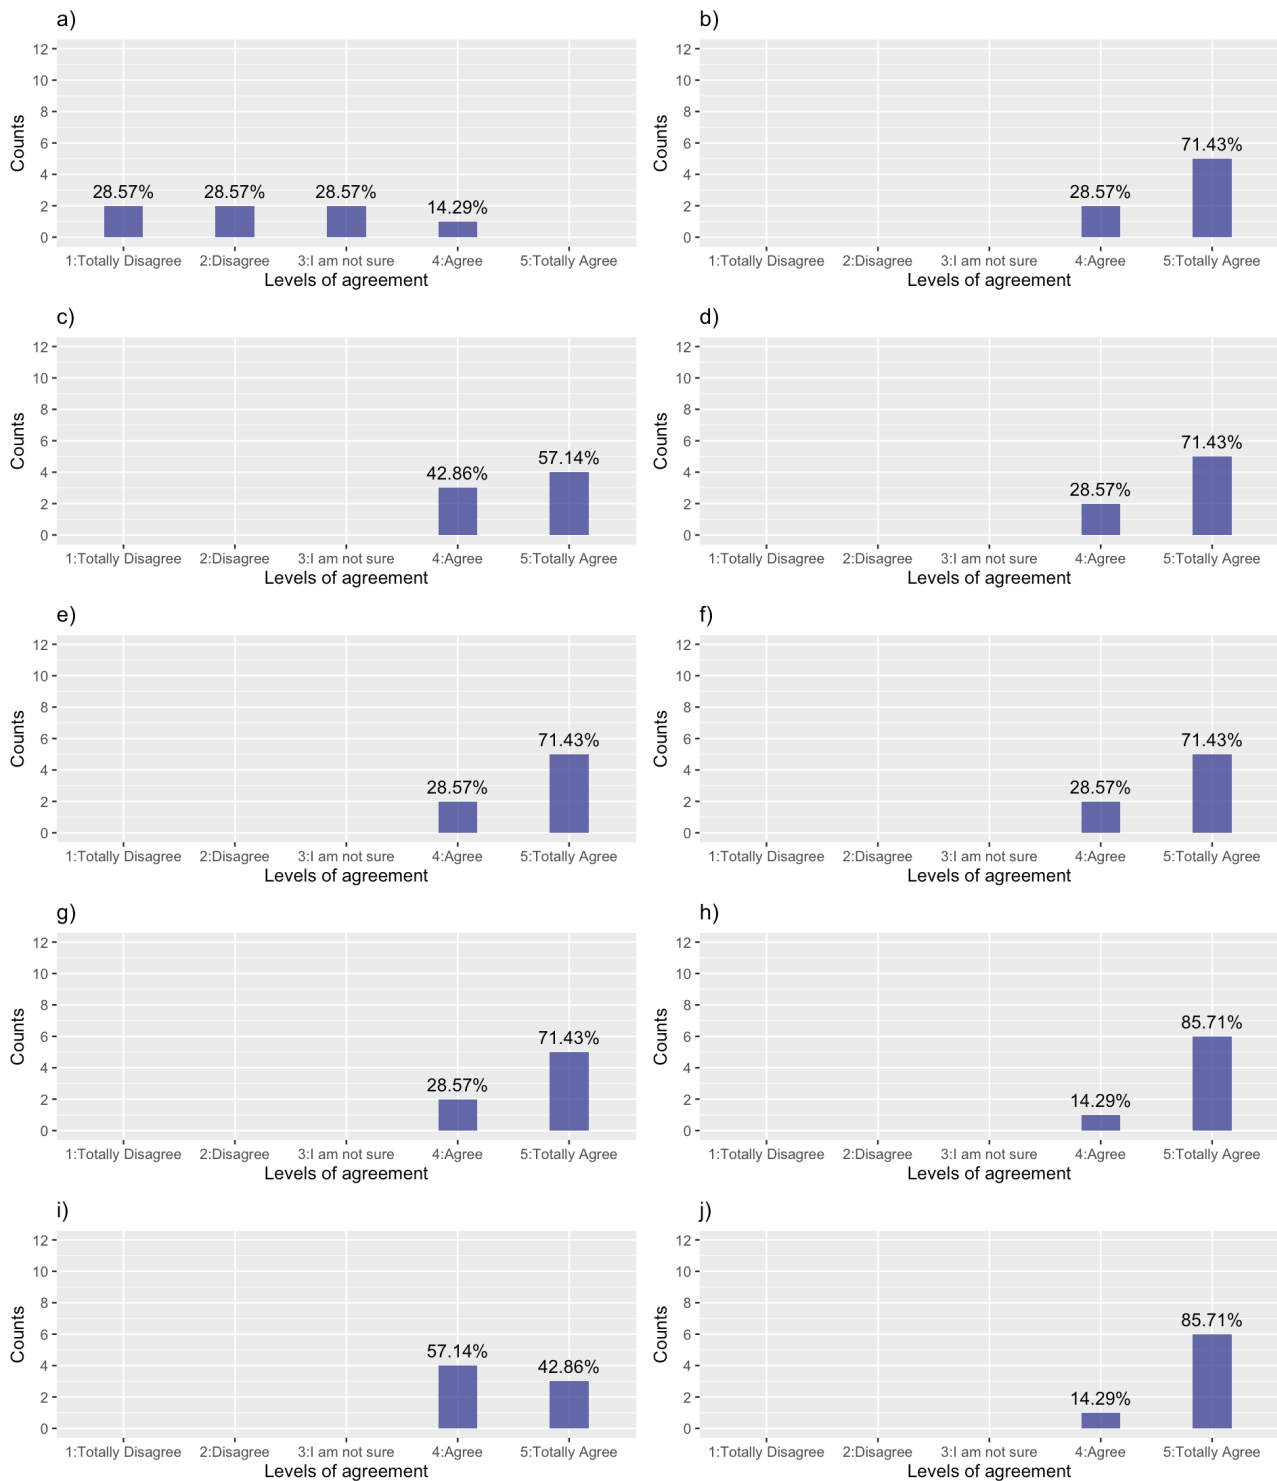 a)
12
10
8
6
4
2
0
Counts
28.57% 28.57% 28.57% 14.29%
1:Totally Disagree 2:Disagree 3:I am not sure 4:Agree 5:Totally Agree
Levels of agreement
b)
12
10
8
6
4
2
0
Counts
71.43%
28.57%
1:Totally Disagree 2:Disagree 3:I am not sure 4:Agree 5:Totally Agree
Levels of agreement
c)
12
10
8
6
4
2
0
Counts
57.14%
42.86%
1:Totally Disagree 2:Disagree 3:I am not sure 4:Agree 5:Totally Agree
Levels of agreement
d)
12
10
8
6
4
2
0
Counts
71.43%
28.57%
1:Totally Disagree 2:Disagree 3:I am not sure 4:Agree 5:Totally Agree
Levels of agreement
e)
12
10
8
6
4
2
0
Counts
71.43%
28.57%
1:Totally Disagree 2:Disagree 3:I am not sure 4:Agree 5:Totally Agree
Levels of agreement
f)
12
10
8
6
4
2
0
Counts
71.43%
28.57%
1:Totally Disagree 2:Disagree 3:I am not sure 4:Agree 5:Totally Agree
Levels of agreement
g)
12
10
8
6
4
2
0
Counts
71.43%
28.57%
1:Totally Disagree 2:Disagree 3:I am not sure 4:Agree 5:Totally Agree
Levels of agreement
h)
12
10
8
6
4
2
0
Counts
85.71%
14.29%
1:Totally Disagree 2:Disagree 3:I am not sure 4:Agree 5:Totally Agree
Levels of agreement
i)
12
10
8
6
4
2
0
Counts
57.14%
42.86%
1:Totally Disagree 2:Disagree 3:I am not sure 4:Agree 5:Totally Agree
Levels of agreement
j)
12
10
8
6
4
2
0
Counts
85.71%
14.29%
1:Totally Disagree 2:Disagree 3:I am not sure 4:Agree 5:Totally Agree
Levels of agreement